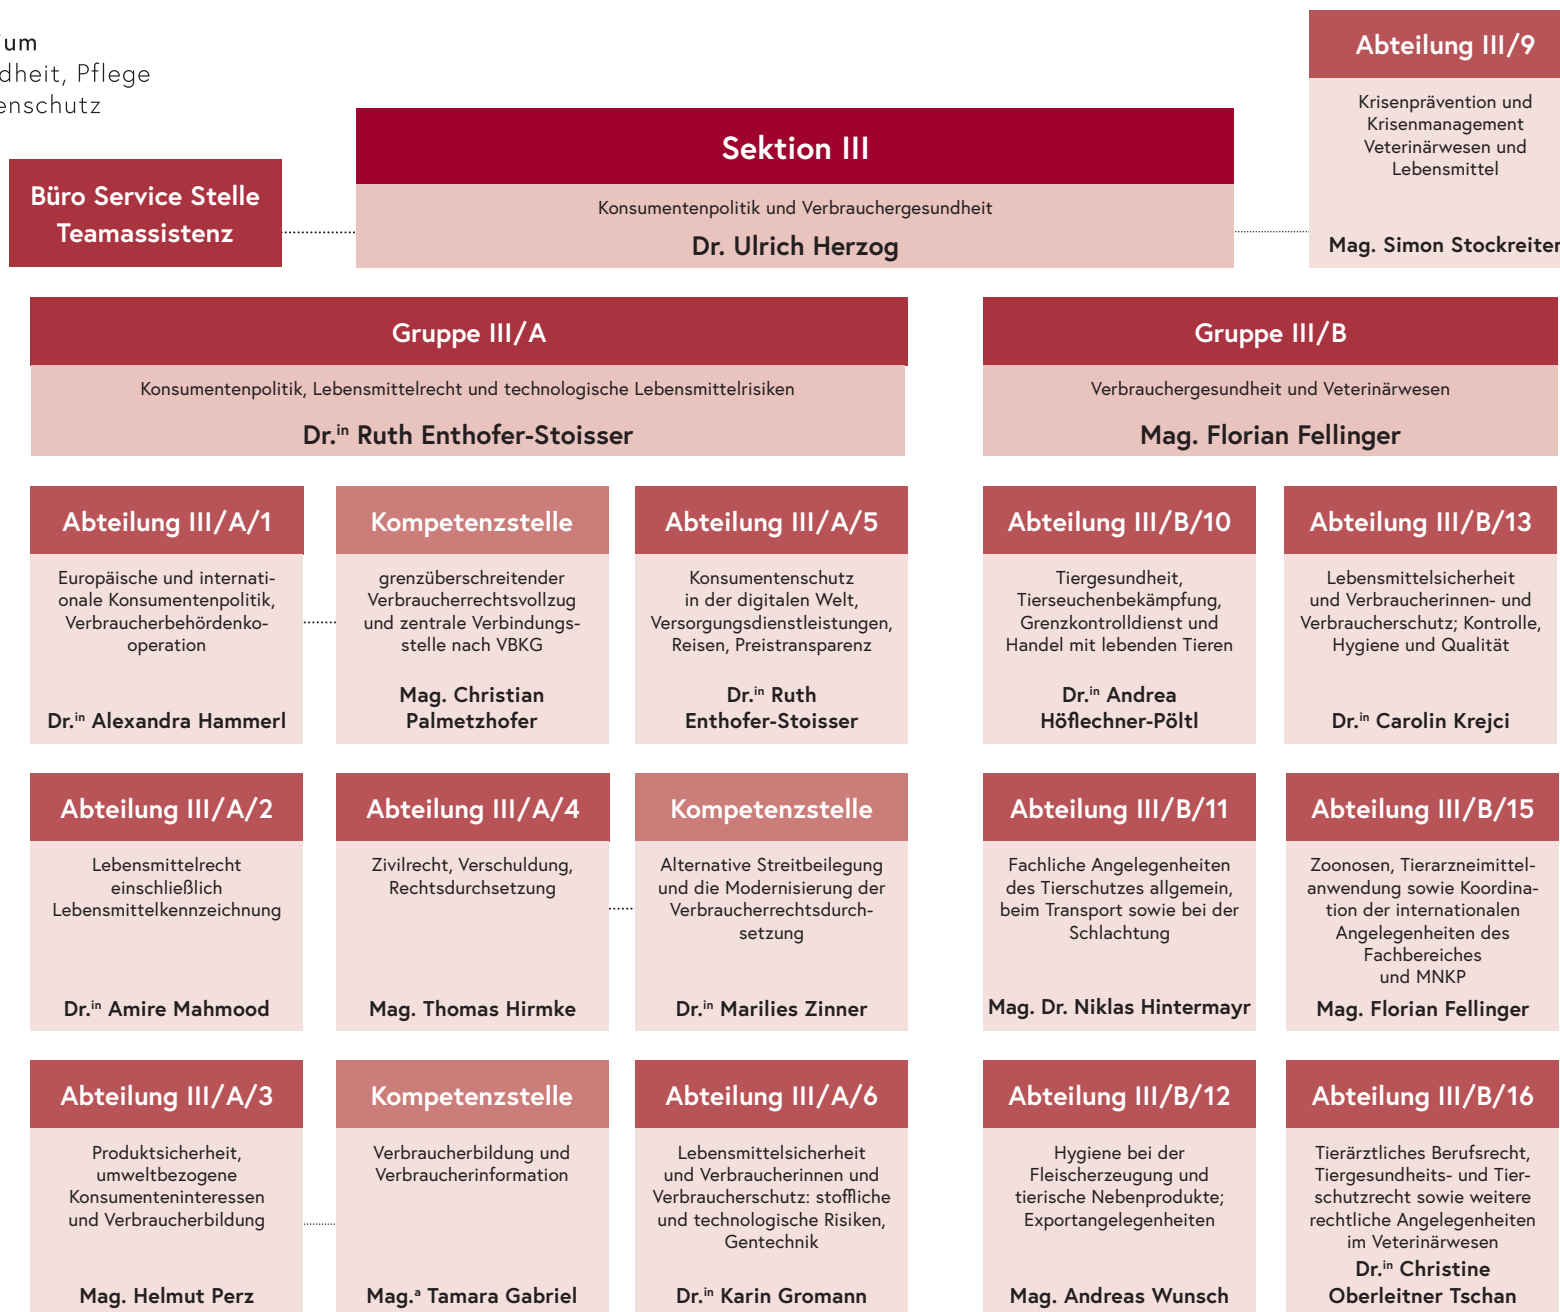 Abteilung III/9
Krisenprävention und
Krisenmanagement
Veterinärwesen und
Lebensmittel
Mag. Simon Stockreiter
Pflege
Büro Service Stelle
Teamassistenz
Sektion III
Konsumentenpolitik und Verbrauchergesundheit
Dr. Ulrich Herzog
Gruppe III/A
Konsumentenpolitik, Lebensmittelrecht und technologische Lebensmittelrisiken
Dr.in Ruth Enthofer-Stoisser
Gruppe III/B
Verbrauchergesundheit und Veterinärwesen
Mag. Florian Fellinger
Abteilung III/A/1
Europäische und internati-
onale Konsumentenpolitik,
Verbraucherbehördenko-
operation
Dr.in Alexandra Hammerl
Kompetenzstelle
grenzüberschreitender
Verbraucherrechtsvollzug
und zentrale Verbindungs-
stelle nach VBKG
Mag. Christian
Palmetzhofer
Abteilung III/A/5
Konsumentenschutz
in der digitalen Welt,
Versorgungsdienstleistungen,
Reisen, Preistransparenz
Dr.in Ruth
Enthofer-Stoisser
Abteilung III/B/10
Tiergesundheit,
Tierseuchenbekämpfung,
Grenzkontrolldienst und
Handel mit lebenden Tieren
Dr.in Andrea
Höflechner-Pöltl
Abteilung III/B/13
Lebensmittelsicherheit
und Verbraucherinnen- und
Verbraucherschutz; Kontrolle,
Hygiene und Qualität
Dr.in Carolin Krejci
Abteilung III/A/2
Lebensmittelrecht
einschließlich
Lebensmittelkennzeichnung
Dr.in Amire Mahmood
Abteilung III/A/4
Zivilrecht, Verschuldung,
Rechtsdurchsetzung
Mag. Thomas Hirmke
Kompetenzstelle
Alternative Streitbeilegung
und die Modernisierung der
Verbraucherrechtsdurch-
setzung
Dr.in Marilies Zinner
Abteilung III/B/11
Fachliche Angelegenheiten
des Tierschutzes allgemein,
beim Transport sowie bei der
Schlachtung
Mag. Dr. Niklas Hintermayr
Abteilung III/B/15
Zoonosen, Tierarzneimittel-
anwendung sowie Koordina-
tion der internationalen
Angelegenheiten des
Fachbereiches
und MNKP
Mag. Florian Fellinger
Abteilung III/A/3
Produktsicherheit,
umweltbezogene
Konsumenteninteressen
und Verbraucherbildung
Mag. Helmut Perz
Kompetenzstelle
Verbraucherbildung und
Verbraucherinformation
Mag.a Tamara Gabriel
Abteilung III/A/6
Lebensmittelsicherheit
und Verbraucherinnen und
Verbraucherschutz: stoffliche
und technologische Risiken,
Gentechnik
Dr.in Karin Gromann
Abteilung III/B/12
Hygiene bei der
Fleischerzeugung und
tierische Nebenprodukte;
Exportangelegenheiten
Mag. Andreas Wunsch
Abteilung III/B/16
Tierärztliches Berufsrecht,
Tiergesundheits- und Tier-
schutzrecht sowie weitere
rechtliche Angelegenheiten
im Veterinärwesen
Dr.in Christine
Oberleitner Tschan